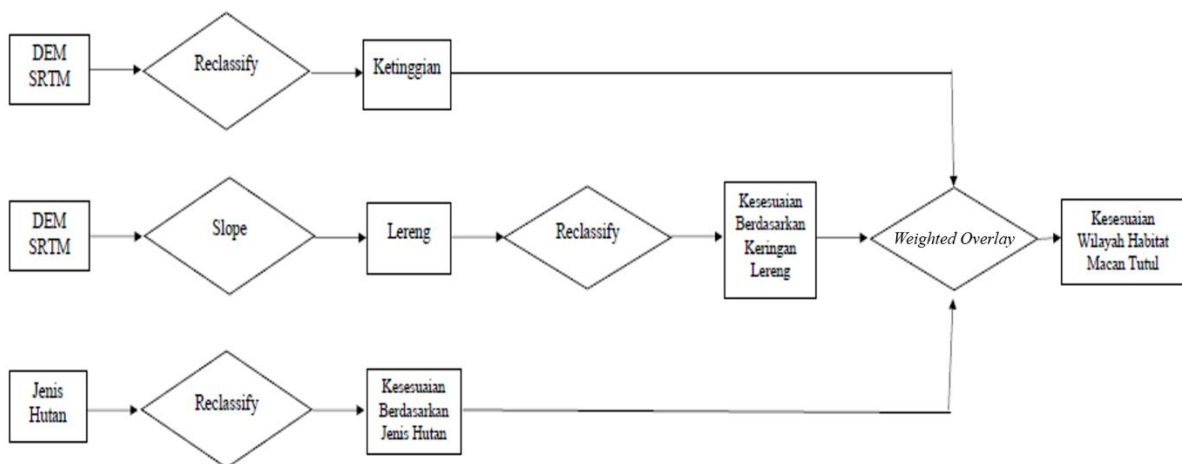 DEM
SRTM
Reclassify
Ketinggian
DEM
SRTM
Slope
Lereng
Reclassify
Kesesuaian
Berdasarkan
Keringan
Lereng
Weighted Overlay
Kesesuaian
Wilayah Habitat
Macan Tutul
Jenis
Hutan
Reclassify
Kesesuaian
Berdasarkan
Jenis Hutan